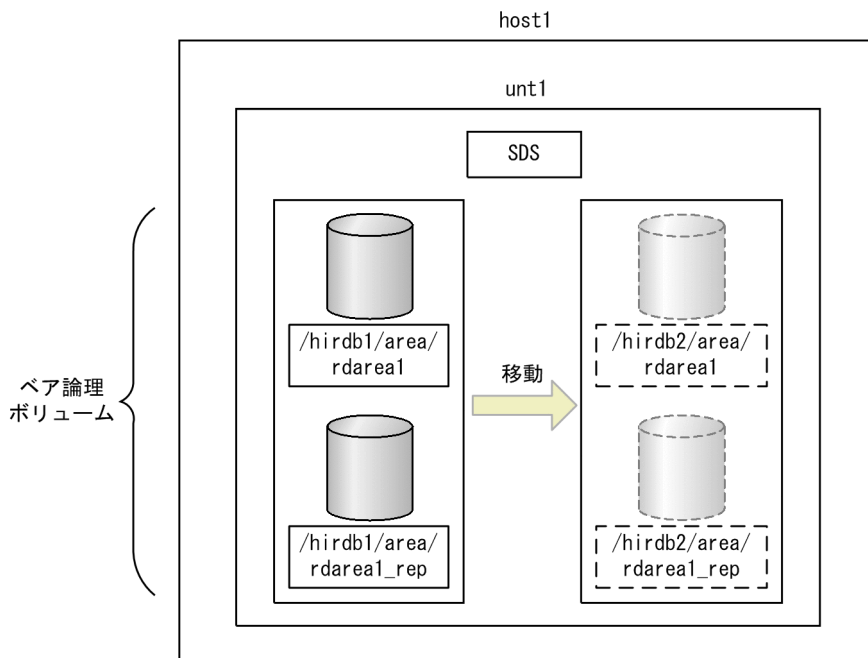 host1
unt1
SDS
/hirdb1/area/
rdarea1
/hirdb2/area/
rdarea1
移動
ペア論理
ボリューム
/hirdb1/area/
rdarea1_rep
/hirdb2/area/
rdarea1_rep